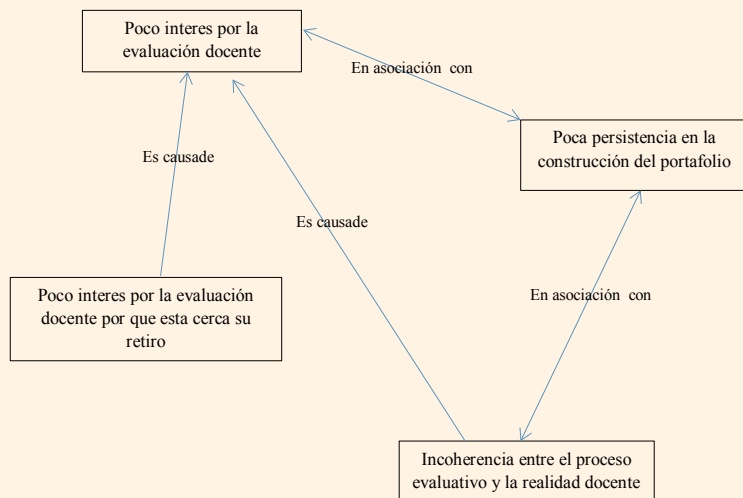 Poco interes por la
evaluación docente
En asociación con
Poca persistencia en la
construcción del portafolio
Es causade
Es causade
Poco interes por la evaluación
docente por que esta cerca su
retiro
En asociación con
Incoherencia entre el proceso
evaluativo y la realidad docente